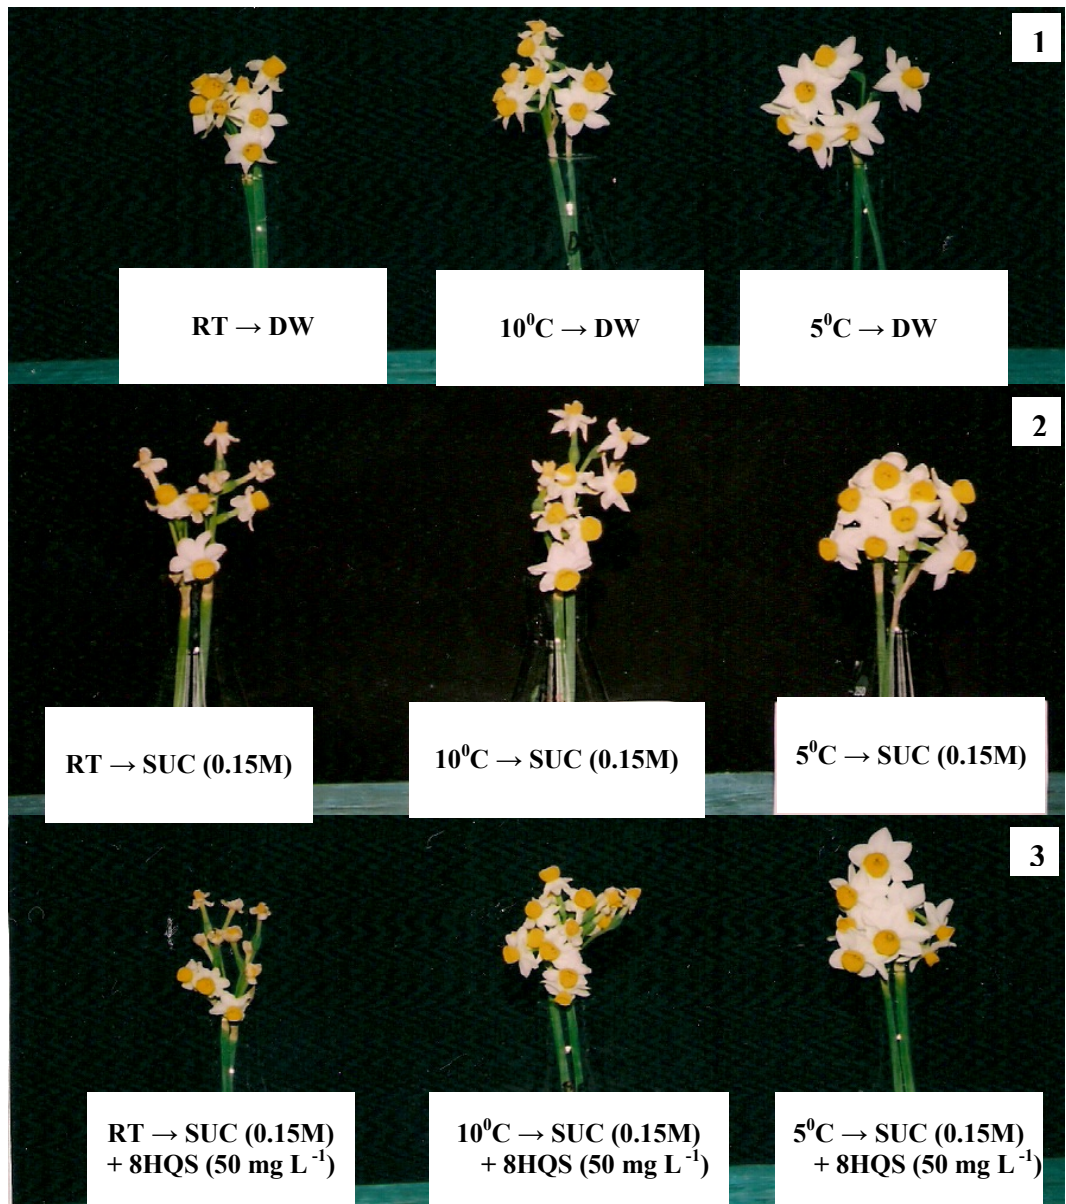 1
RT → DW
10⁰C → DW
5⁰C → DW
2
RT → SUC (0.15M)
10⁰C → SUC (0.15M)
5⁰C → SUC (0.15M)
3
RT → SUC (0.15M)
+ 8HQS (50 mg L⁻¹)
10⁰C → SUC (0.15M)
+ 8HQS (50 mg L⁻¹)
5⁰C → SUC (0.15M)
+ 8HQS (50 mg L⁻¹)